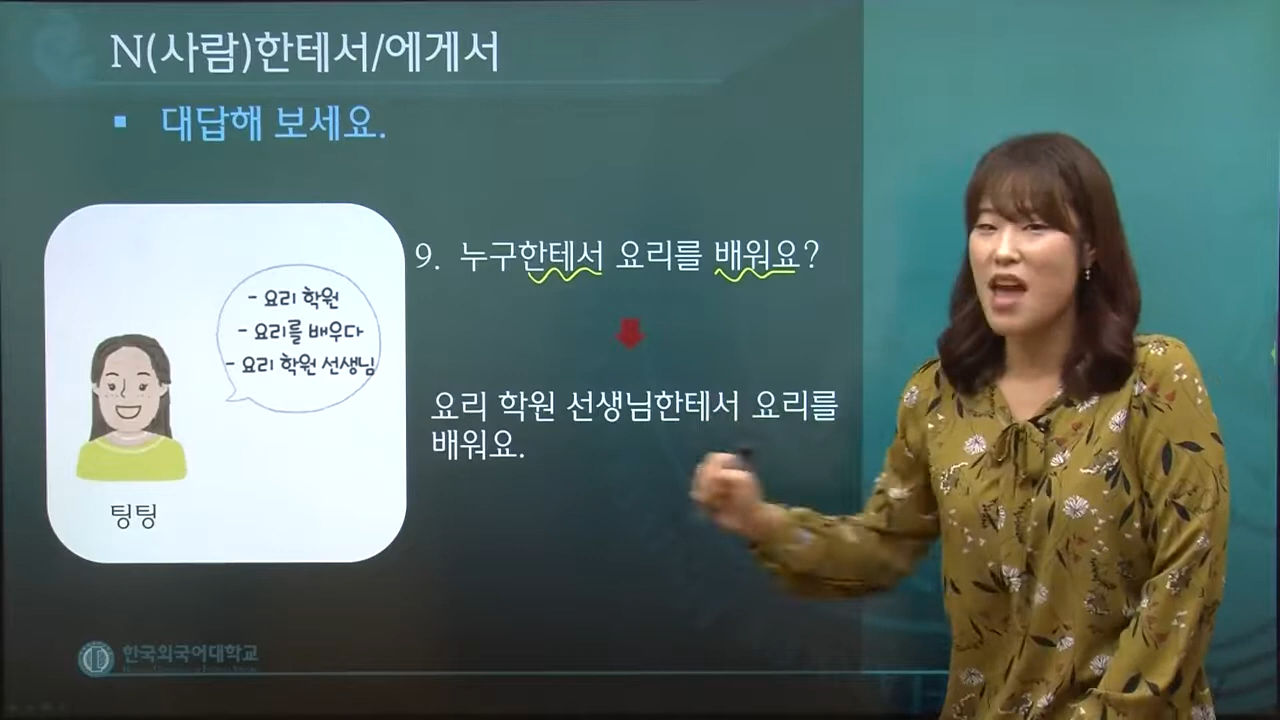 N(사람)한테서/에게서
▪ 대답해 보세요.
- 요리 학원
- 요리를 배우다
- 요리 학원 선생님
팅팅
9. 누구한테서 요리를 배워요?
요리 학원 선생님한테서 요리를
배워요.
한국외국어대학교